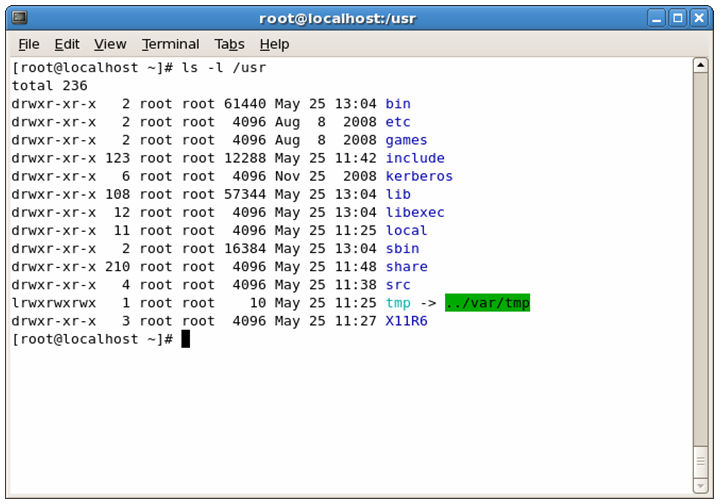 root@localhost:/usr
File Edit View Terminal Tabs Help
[root@localhost ~]# ls -l /usr
total 236
drwxr-xr-x   2 root root 61440 May 25 13:04 bin
drwxr-xr-x   2 root root  4096 Aug  8  2008 etc
drwxr-xr-x   2 root root  4096 Aug  8  2008 games
drwxr-xr-x 123 root root 12288 May 25 11:42 include
drwxr-xr-x   6 root root  4096 Nov 25  2008 kerberos
drwxr-xr-x 108 root root 57344 May 25 13:04 lib
drwxr-xr-x  12 root root  4096 May 25 13:04 libexec
drwxr-xr-x  11 root root  4096 May 25 11:25 local
drwxr-xr-x   2 root root 16384 May 25 13:04 sbin
drwxr-xr-x 210 root root  4096 May 25 11:48 share
drwxr-xr-x   4 root root  4096 May 25 11:38 src
lrwxrwxrwx   1 root root    10 May 25 11:25 tmp -> ../var/tmp
drwxr-xr-x   3 root root  4096 May 25 11:27 X11R6
[root@localhost ~]#